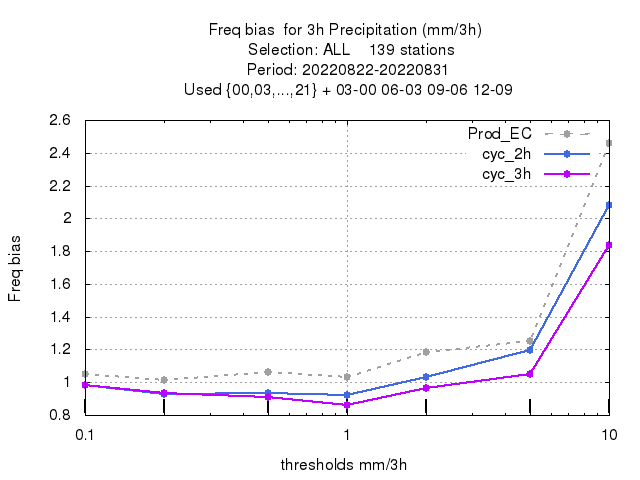 Freq bias  for 3h Precipitation (mm/3h)
Selection: ALL    139 stations
Period: 20220822-20220831
Used {00,03,...,21} + 03-00 06-03 09-06 12-09
2.6
2.4
2.2
2
1.8
1.6
1.4
1.2
1
0.8
Freq bias
Prod_EC
cyc_2h
cyc_3h
0.1
1
10
thresholds mm/3h